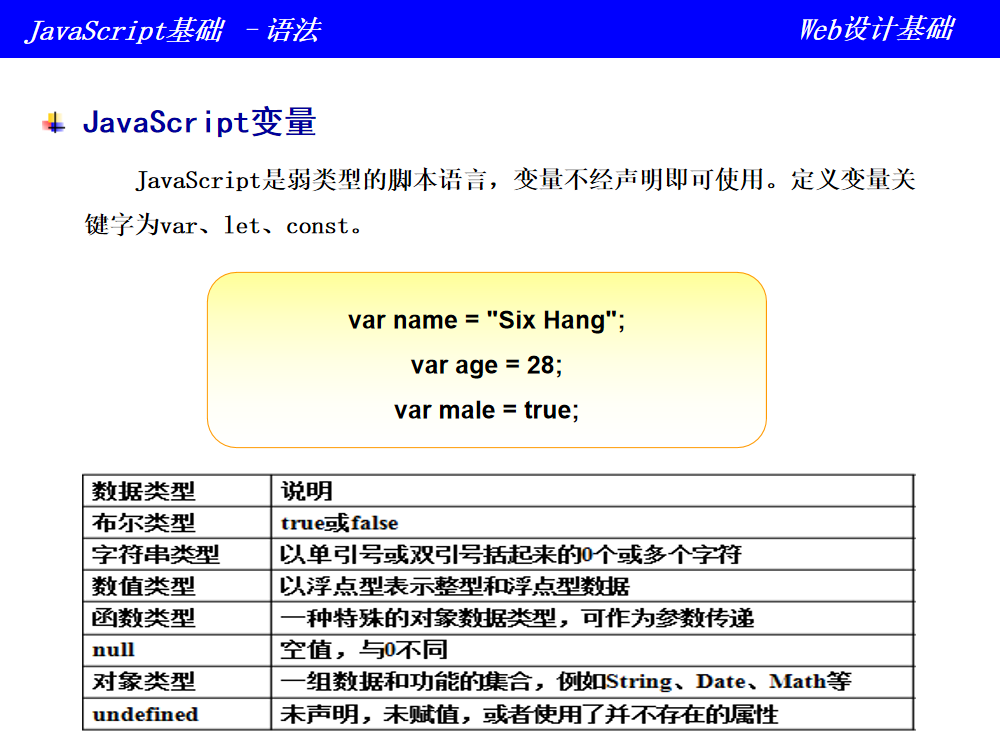 JavaScript基础 －语法
Web设计基础
JavaScript变量
JavaScript是弱类型的脚本语言，变量不经声明即可使用。定义变量关
键字为var、let、const。
var name = "Six Hang";
var age = 28;
var male = true;
数据类型 说明
布尔类型 true或false
字符串类型 以单引号或双引号括起来的0个或多个字符
数值类型 以浮点型表示整型和浮点型数据
函数类型 一种特殊的对象数据类型，可作为参数传递
null 空值，与0不同
对象类型 一组数据和功能的集合，例如String、Date、Math等
undefined 未声明，未赋值，或者使用了并不存在的属性